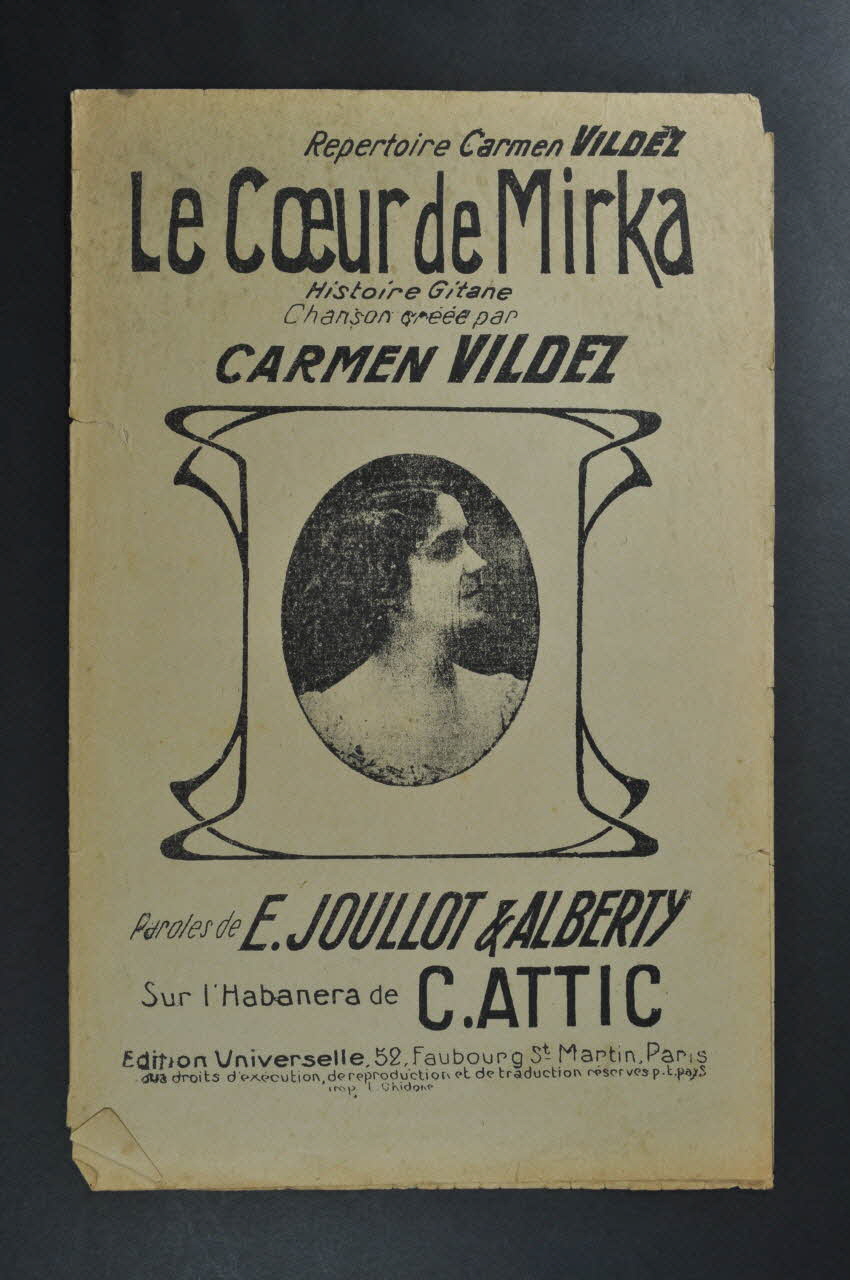 Repertoire Carmen VILDEZ
Le Cœur de Mirka
Histoire Gitane
Chanson créée par
CARMEN VILDEZ
Paroles de E. JOULLOT & ALBERTY
Sur l'Habanera de C. ATTIC
Edition Universelle, 52, Faubourg St Martin, Paris
droits d'exécution, de reproduction et de traduction réservés p. t. pays
imp. L. Ghidone